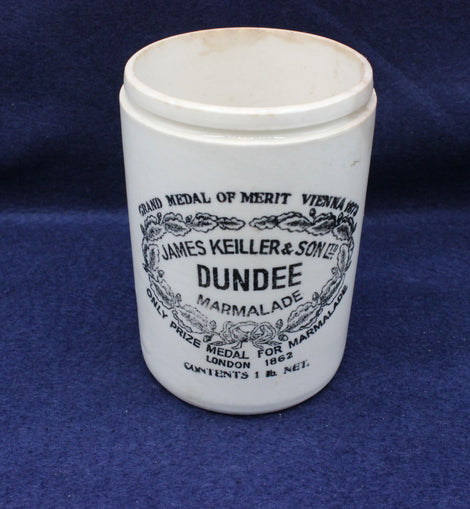 GRAND MEDAL OF MERIT VIENNA 1873
JAMES KEILLER & SON LTD.
DUNDEE
MARMALADE
ONLY PRIZE MEDAL FOR MARMALADE
LONDON 1862
CONTENTS 1 lb. NET.